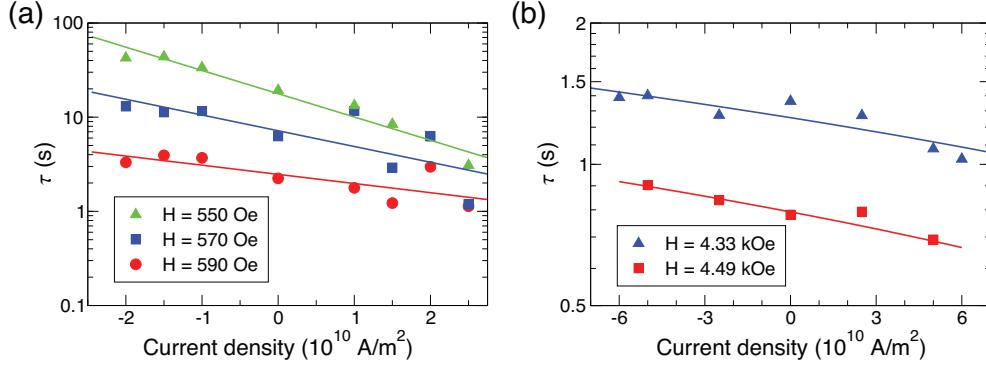 (a)
100
10
1
0.1
τ (s)
H = 550 Oe
H = 570 Oe
H = 590 Oe
-2
-1
0
1
2
Current density (10¹⁰ A/m²)
(b)
2
1.5
1
0.5
τ (s)
H = 4.33 kOe
H = 4.49 kOe
-6
-3
0
3
6
Current density (10¹⁰ A/m²)